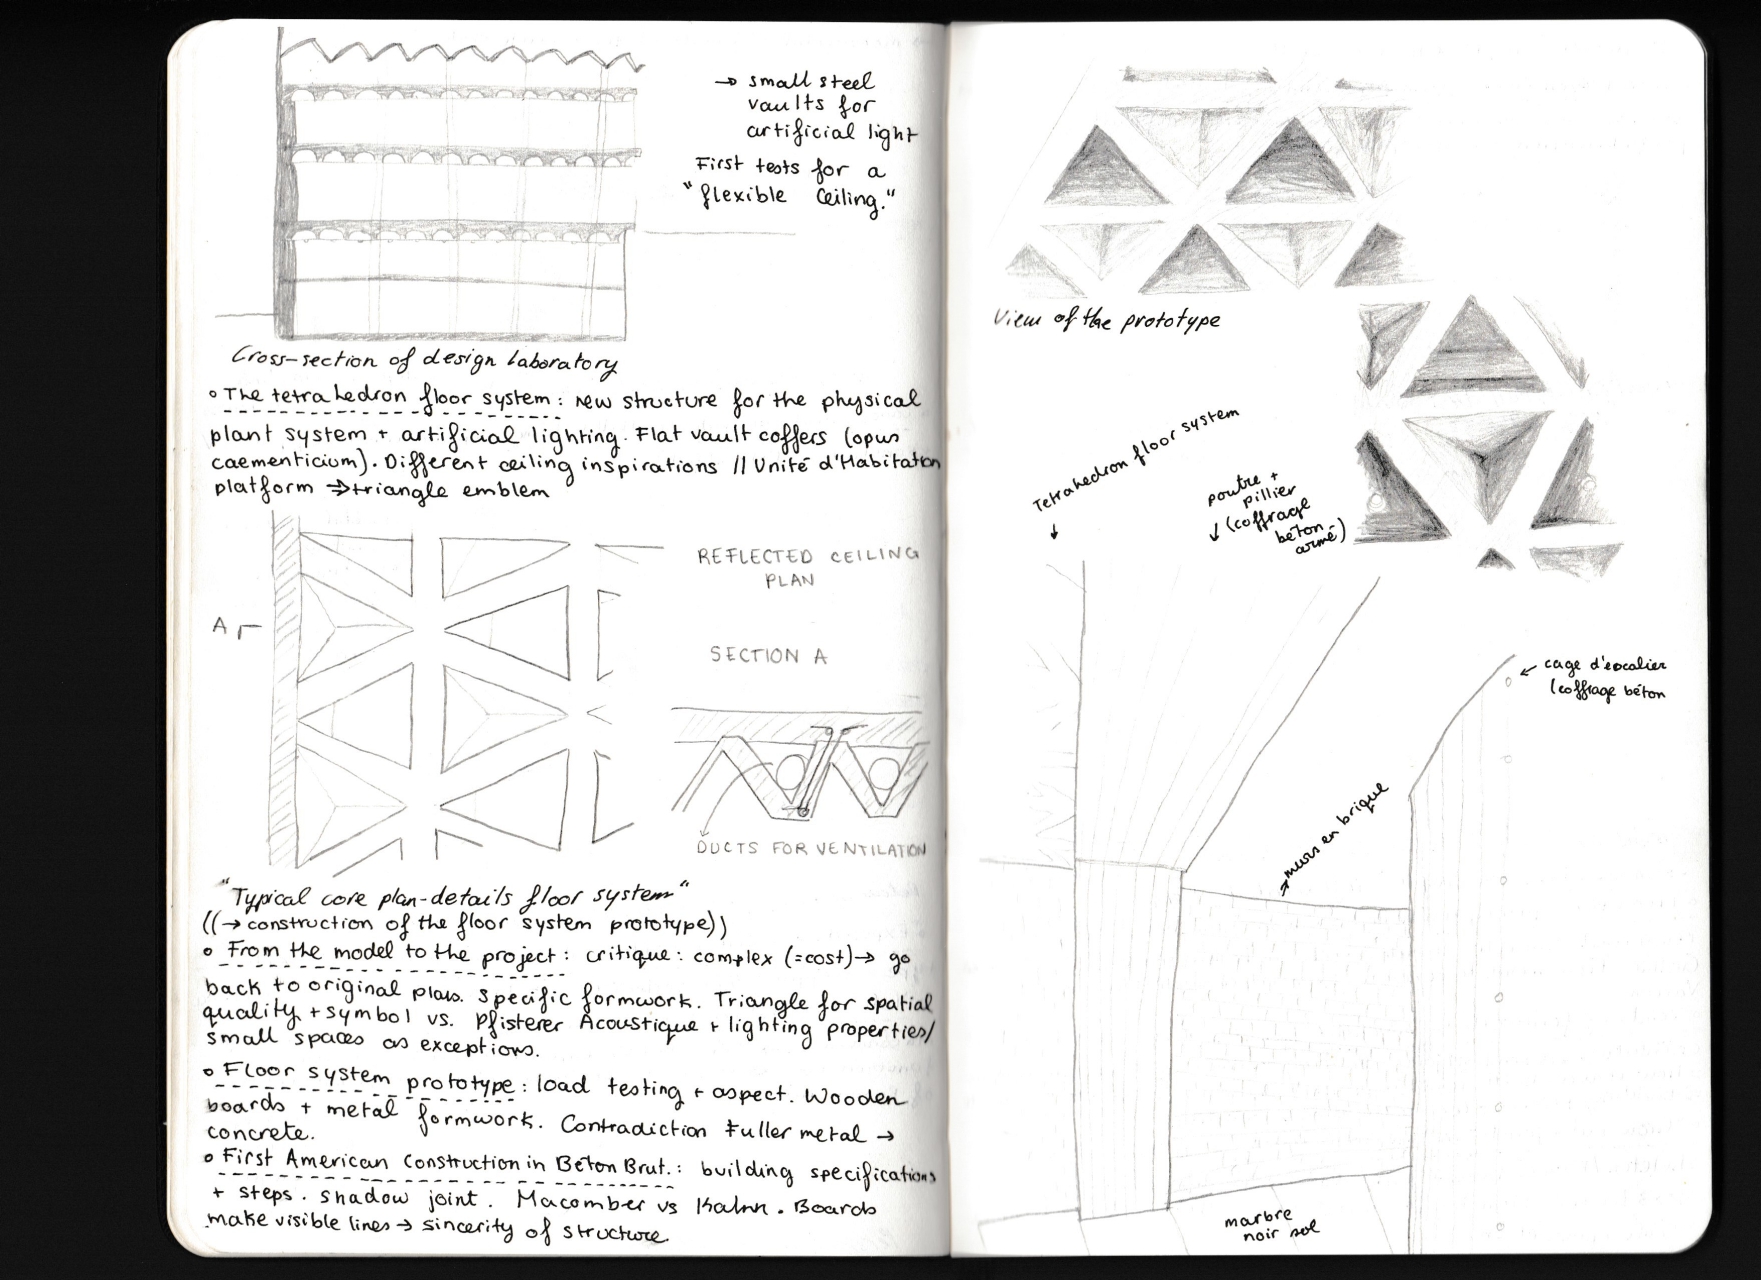 → small steel
vaults for
artificial light
First tests for a
"flexible ceiling."
Cross-section of design laboratory
• The tetrahedron floor system : new structure for the physical
plant system + artificial lighting. Flat vault coffers (opus
caementicium). Different ceiling inspirations // Unité d'Habitation
platform ⇒ triangle emblem
REFLECTED CEILING
PLAN
A
SECTION A
DUCTS FOR VENTILATION
"Typical core plan-details floor system"
((→ construction of the floor system prototype))
• From the model to the project : critique : complex (=cost) → go
back to original plan. Specific formwork. Triangle for spatial
quality + symbol vs. Pfisterer Acoustique + lighting properties/
small spaces as exceptions.
• Floor system prototype : load testing + aspect. Wooden
boards + metal formwork. Contradiction Fuller metal →
concrete.
• First American Construction in Béton Brut. : building specifications
+ steps. shadow joint. Macomber vs Kahn. Boards
make visible lines → sincerity of structure.
View of the prototype
Tetrahedron floor system
↓
poutre +
pillier
↓ (coffrage
béton
armé)
← cage d'escalier
(coffrage béton
→ murs en brique
marbre
noir sol